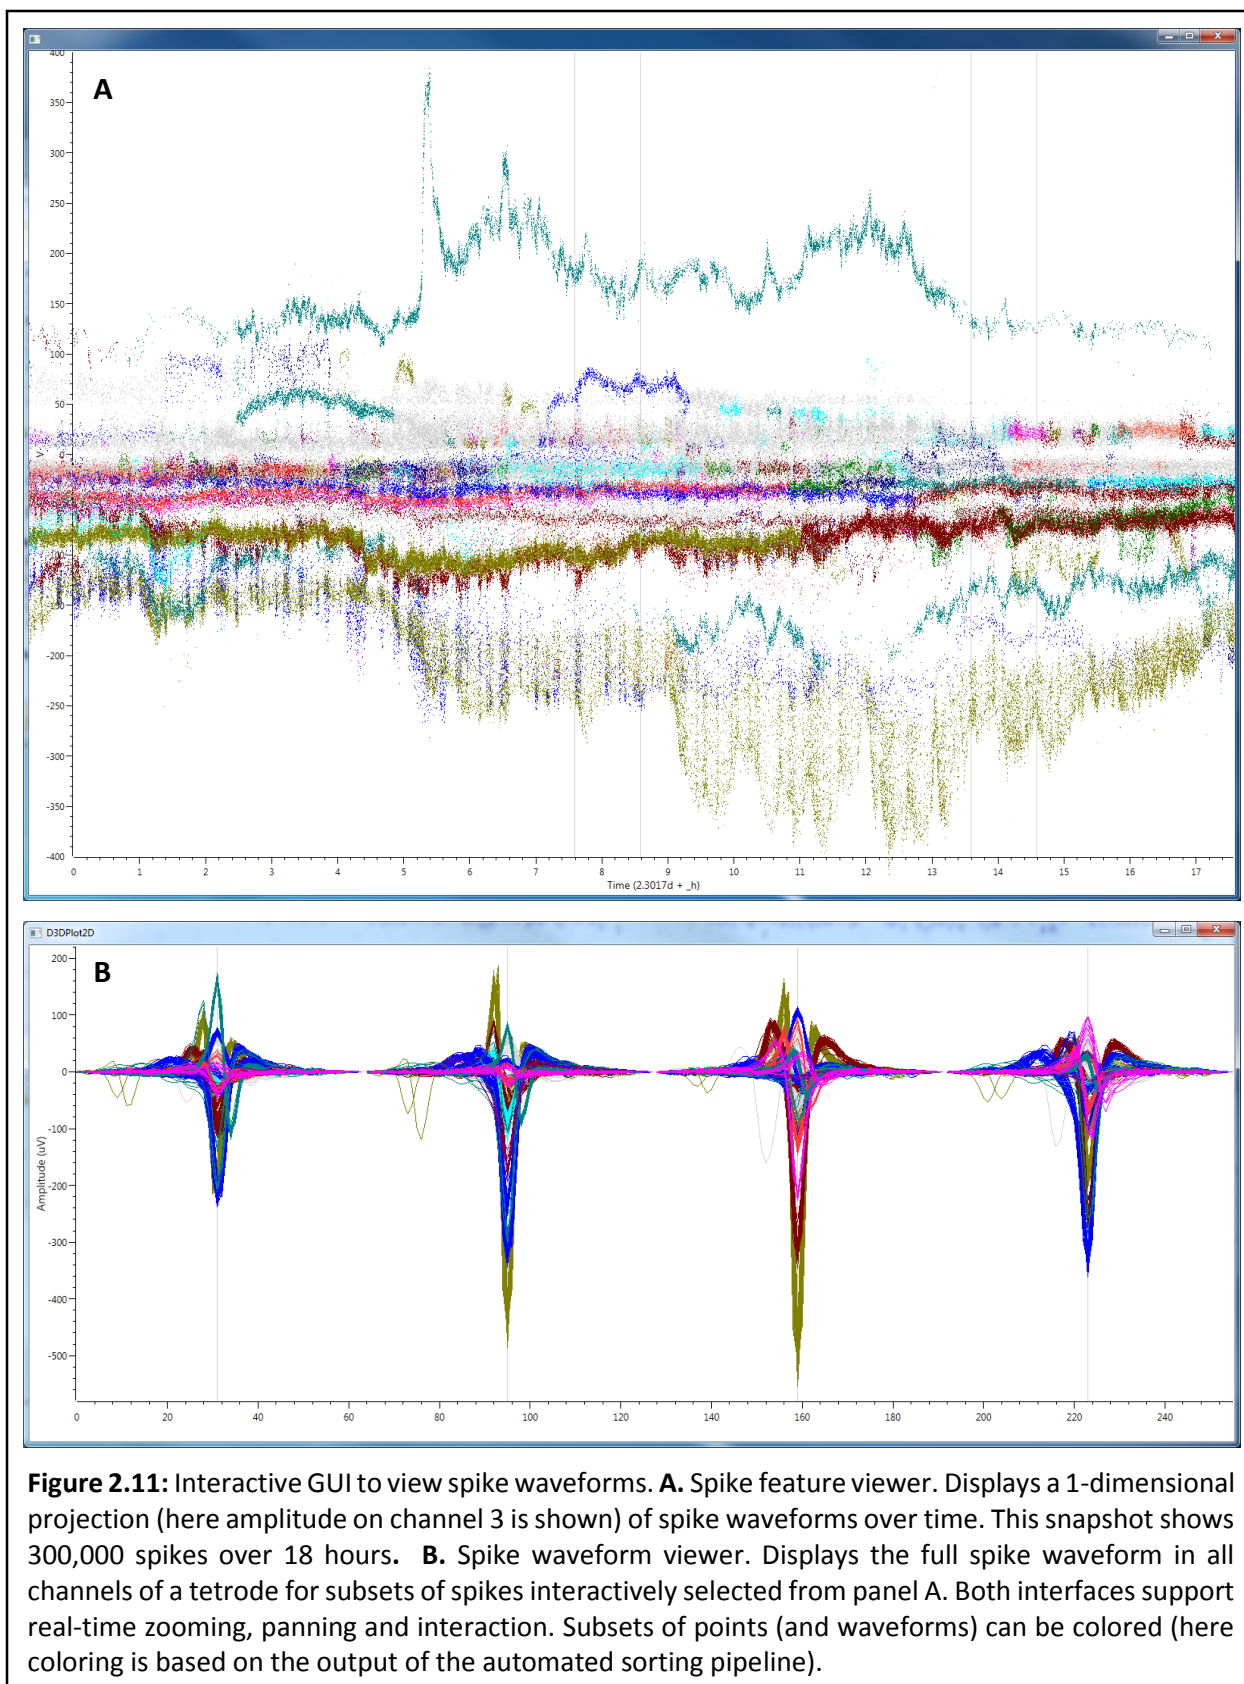 A
400
350
300
250
200
150
100
50
0
V
-200
-250
-300
-350
-400
0 1 2 3 4 5 6 7 8 9 10 11 12 13 14 15 16 17
Time (2.3017d + _h)
D3DPlot2D
B
200
100
0
-100
-200
-300
-400
-500
Amplitude (uV)
0 20 40 60 80 100 120 140 160 180 200 220 240
Figure 2.11: Interactive GUI to view spike waveforms. A. Spike feature viewer. Displays a 1-dimensional
projection (here amplitude on channel 3 is shown) of spike waveforms over time. This snapshot shows
300,000 spikes over 18 hours. B. Spike waveform viewer. Displays the full spike waveform in all
channels of a tetrode for subsets of spikes interactively selected from panel A. Both interfaces support
real-time zooming, panning and interaction. Subsets of points (and waveforms) can be colored (here
coloring is based on the output of the automated sorting pipeline).